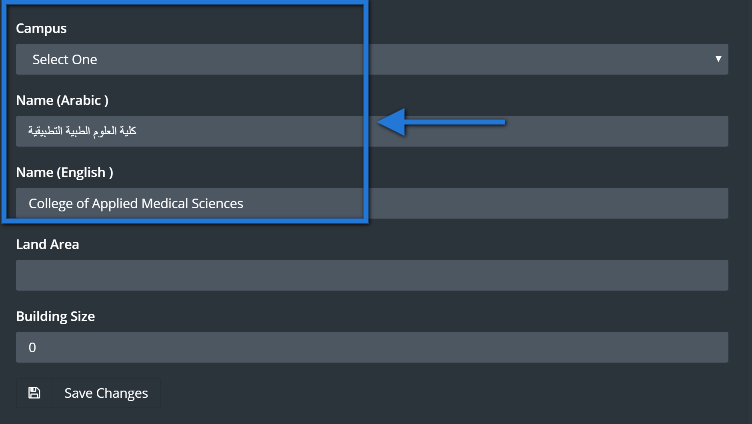 Campus
Select One
Name (Arabic )
كلية العلوم الطبية التطبيقية
Name (English )
College of Applied Medical Sciences
Land Area
Building Size
0
Save Changes